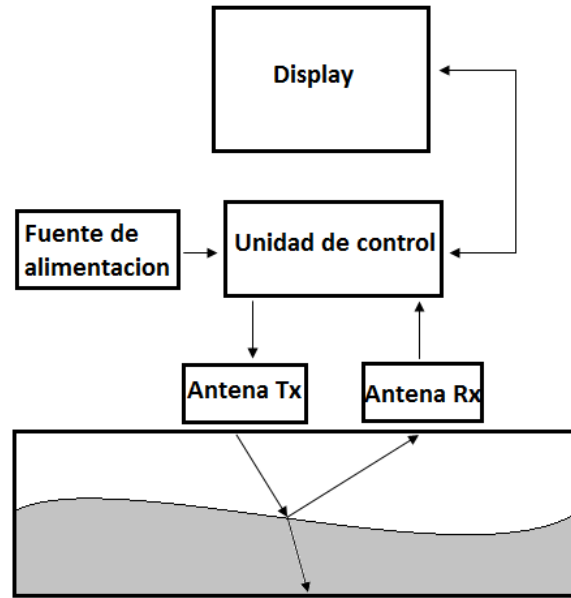 Display
Fuente de
alimentacion
Unidad de control
Antena Tx
Antena Rx